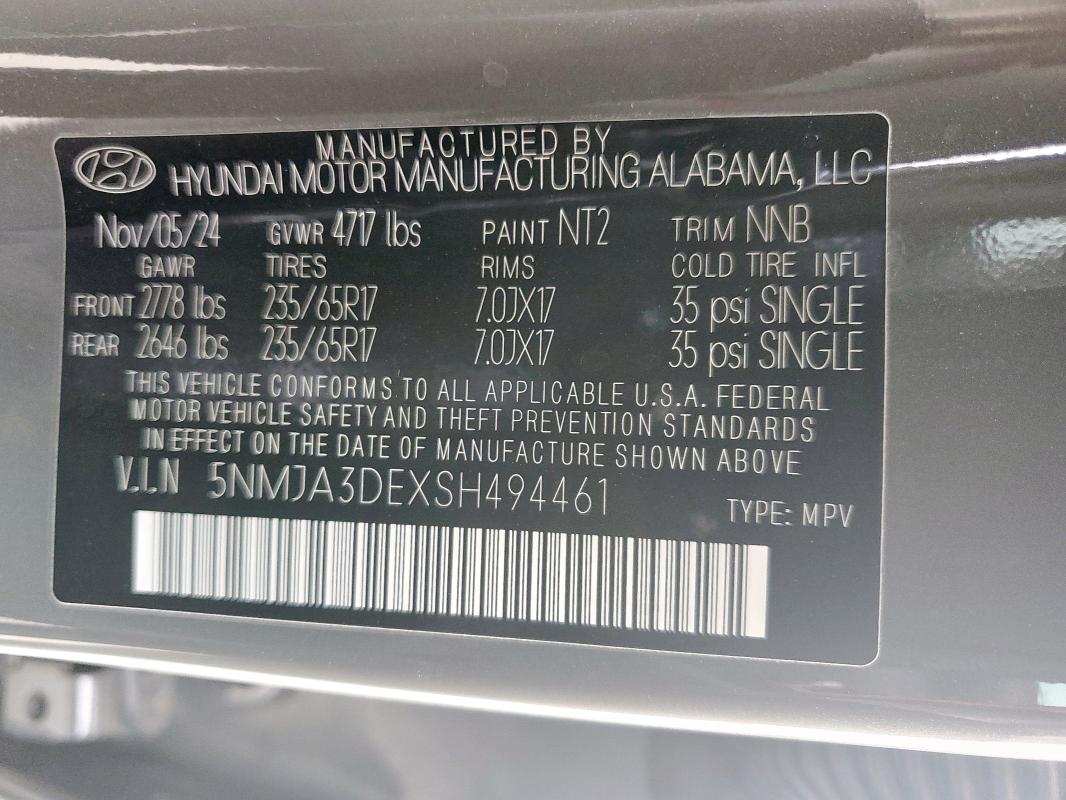 MANUFACTURED BY
HYUNDAI MOTOR MANUFACTURING ALABAMA, LLC
Nov/05/24 GVWR 4717 lbs PAINT NT2 TRIM NNB
GAWR TIRES RIMS COLD TIRE INFL
FRONT 2778 lbs 235/65R17 7.0JX17 35 psi SINGLE
REAR 2646 lbs 235/65R17 7.0JX17 35 psi SINGLE
THIS VEHICLE CONFORMS TO ALL APPLICABLE U.S.A. FEDERAL
MOTOR VEHICLE SAFETY AND THEFT PREVENTION STANDARDS
IN EFFECT ON THE DATE OF MANUFACTURE SHOWN ABOVE
V.I.N 5NMJA3DEXSH494461 TYPE: MPV